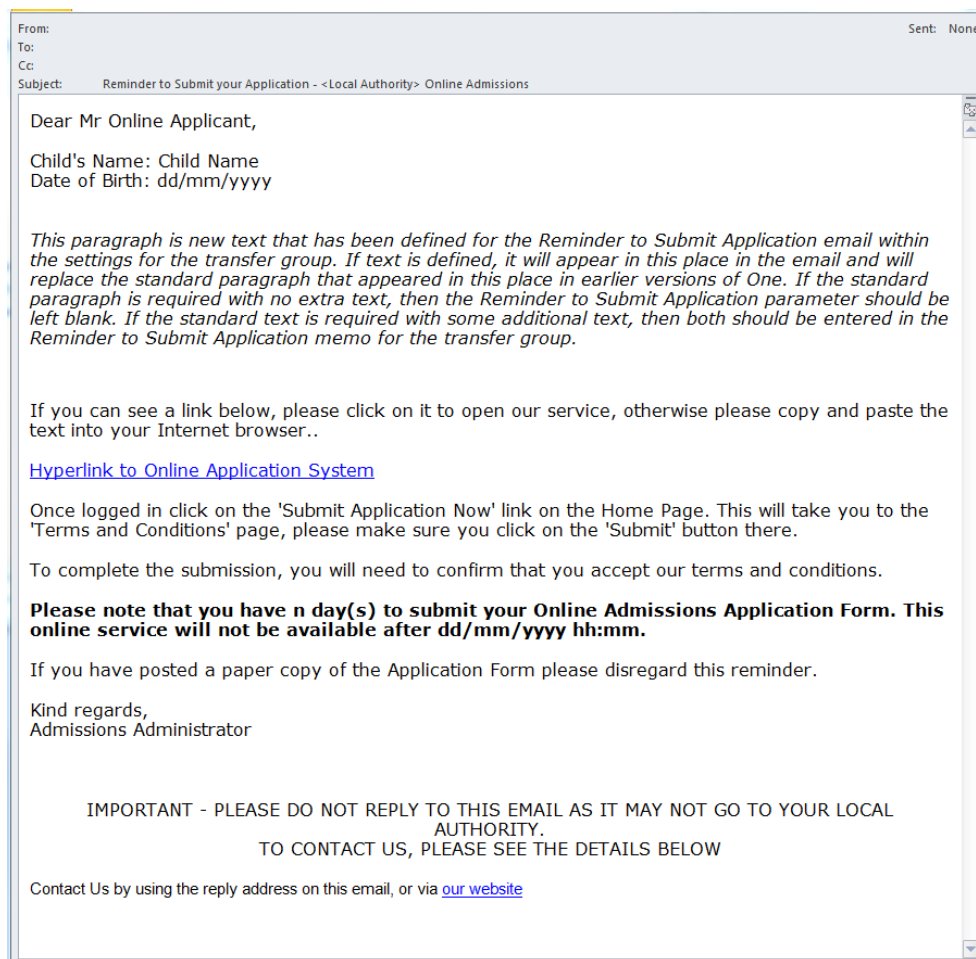 From:
Sent: None
To:
Cc:
Subject: Reminder to Submit your Application - <Local Authority> Online Admissions
Dear Mr Online Applicant,
Child's Name: Child Name
Date of Birth: dd/mm/yyyy
This paragraph is new text that has been defined for the Reminder to Submit Application email within
the settings for the transfer group. If text is defined, it will appear in this place in the email and will
replace the standard paragraph that appeared in this place in earlier versions of One. If the standard
paragraph is required with no extra text, then the Reminder to Submit Application parameter should be
left blank. If the standard text is required with some additional text, then both should be entered in the
Reminder to Submit Application memo for the transfer group.
If you can see a link below, please click on it to open our service, otherwise please copy and paste the
text into your Internet browser..
Hyperlink to Online Application System
Once logged in click on the 'Submit Application Now' link on the Home Page. This will take you to the
'Terms and Conditions' page, please make sure you click on the 'Submit' button there.
To complete the submission, you will need to confirm that you accept our terms and conditions.
Please note that you have n day(s) to submit your Online Admissions Application Form. This
online service will not be available after dd/mm/yyyy hh:mm.
If you have posted a paper copy of the Application Form please disregard this reminder.
Kind regards,
Admissions Administrator
IMPORTANT - PLEASE DO NOT REPLY TO THIS EMAIL AS IT MAY NOT GO TO YOUR LOCAL
AUTHORITY.
TO CONTACT US, PLEASE SEE THE DETAILS BELOW
Contact Us by using the reply address on this email, or via our website